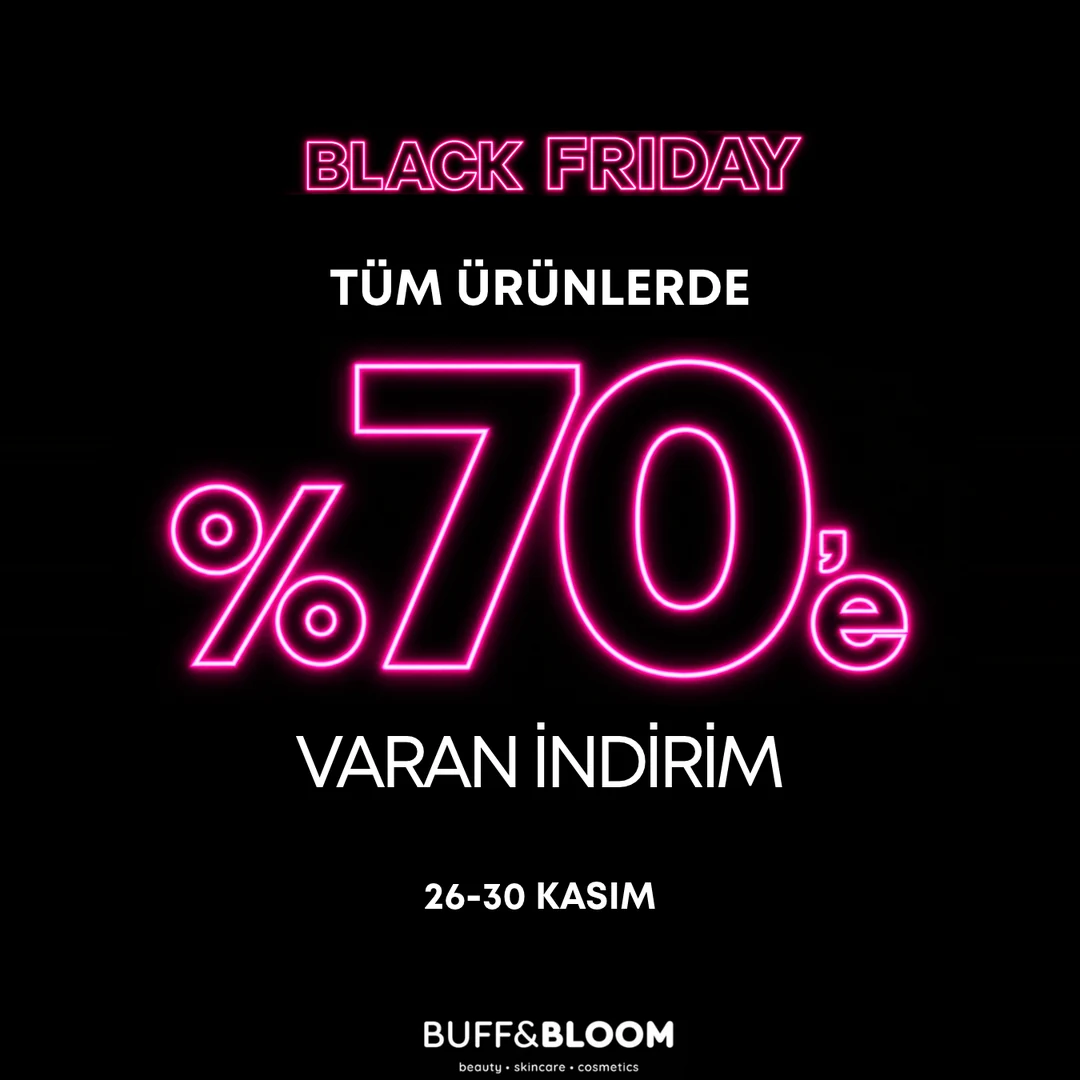 BLACK FRIDAY
TÜM ÜRÜNLERDE
%70'e
VARAN İNDİRİM
26-30 KASIM
BUFF&BLOOM
beauty • skincare • cosmetics